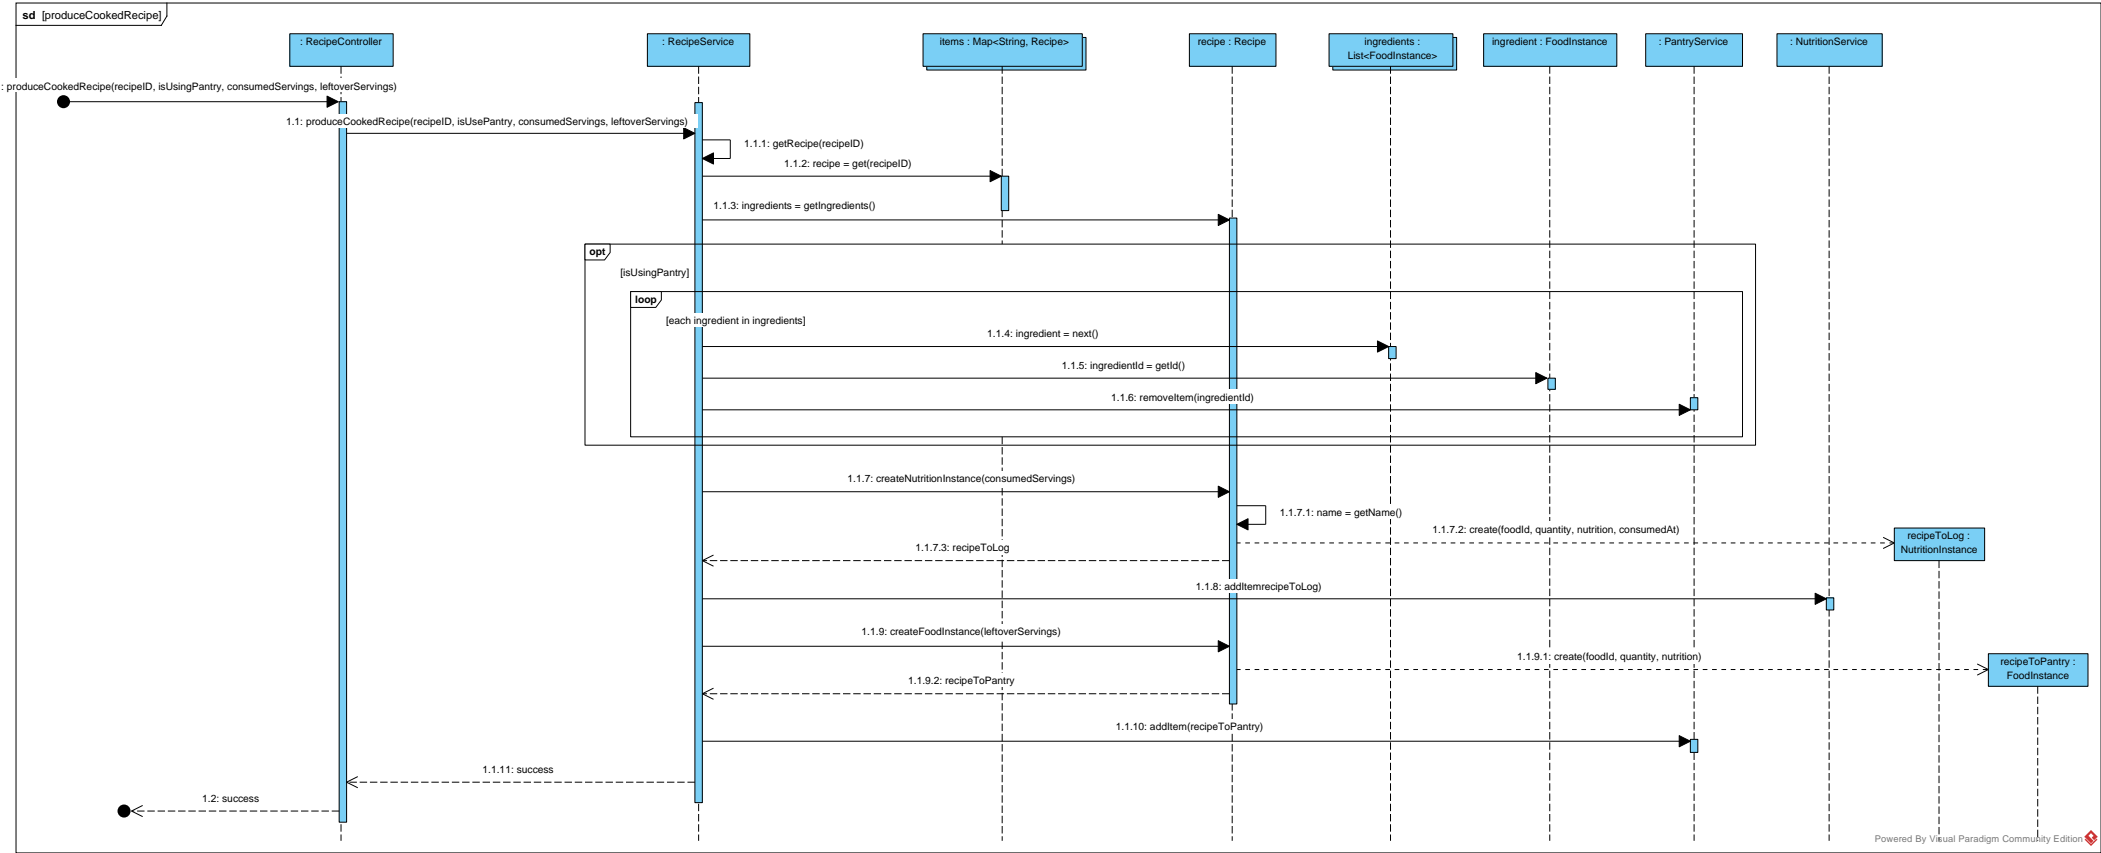 sd [produceCookedRecipe]
: RecipeController
: RecipeService
items : Map<String, Recipe>
recipe : Recipe
ingredients :
List<FoodInstance>
ingredient : FoodInstance
: PantryService
: NutritionService
: produceCookedRecipe(recipeID, isUsingPantry, consumedServings, leftoverServings)
1.1: produceCookedRecipe(recipeID, isUsePantry, consumedServings, leftoverServings)
1.1.1: getRecipe(recipeID)
1.1.2: recipe = get(recipeID)
1.1.3: ingredients = getIngredients()
opt
[isUsingPantry]
loop
[each ingredient in ingredients]
1.1.4: ingredient = next()
1.1.5: ingredientId = getId()
1.1.6: removeItem(ingredientId)
1.1.7: createNutritionInstance(consumedServings)
1.1.7.1: name = getName()
1.1.7.2: create(foodId, quantity, nutrition, consumedAt)
recipeToLog :
NutritionInstance
1.1.7.3: recipeToLog
1.1.8: addItemrecipeToLog)
1.1.9: createFoodInstance(leftoverServings)
1.1.9.1: create(foodId, quantity, nutrition)
recipeToPantry :
FoodInstance
1.1.9.2: recipeToPantry
1.1.10: addItem(recipeToPantry)
1.1.11: success
1.2: success
Powered By Visual Paradigm Community Edition